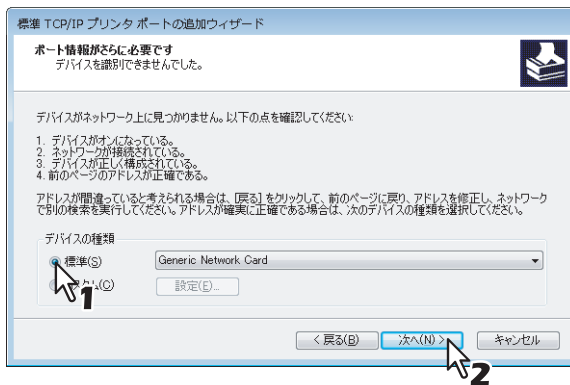 標準 TCP/IP プリンタ ポートの追加ウィザード
ポート情報がさらに必要です
デバイスを識別できませんでした。
デバイスがネットワーク上に見つかりません。以下の点を確認してください:
1. デバイスがオンになっている。
2. ネットワークが接続されている。
3. デバイスが正しく構成されている。
4. 前のページのアドレスが正確である。
アドレスが間違っていると考えられる場合は、[戻る] をクリックして、前のページに戻り、アドレスを修正し、ネットワーク
で別の検索を実行してください。アドレスが確実に正確である場合は、次のデバイスの種類を選択してください。
デバイスの種類
標準(S) Generic Network Card
(C) 設定(E)...
1
< 戻る(B) 次へ(N) > キャンセル
2